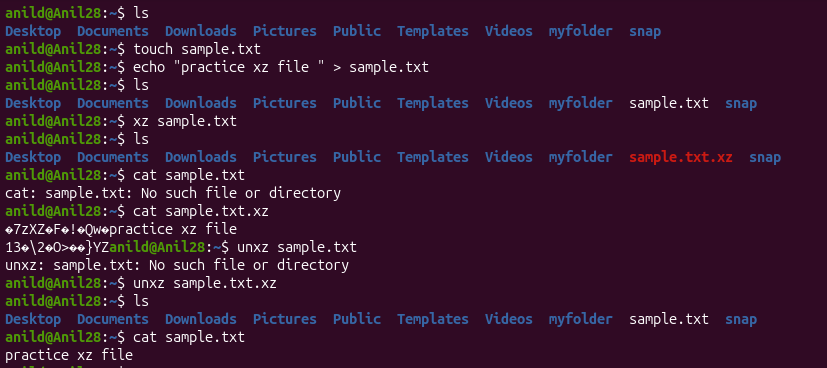 anild@Anil28:~$ ls
Desktop Documents Downloads Pictures Public Templates Videos myfolder snap
anild@Anil28:~$ touch sample.txt
anild@Anil28:~$ echo "practice xz file " > sample.txt
anild@Anil28:~$ ls
Desktop Documents Downloads Pictures Public Templates Videos myfolder sample.txt snap
anild@Anil28:~$ xz sample.txt
anild@Anil28:~$ ls
Desktop Documents Downloads Pictures Public Templates Videos myfolder sample.txt.xz snap
anild@Anil28:~$ cat sample.txt
cat: sample.txt: No such file or directory
anild@Anil28:~$ cat sample.txt.xz
�7zXZ�F�!�Qw�practice xz file
13�\2�O>��}YZanild@Anil28:~$ unxz sample.txt
unxz: sample.txt: No such file or directory
anild@Anil28:~$ unxz sample.txt.xz
anild@Anil28:~$ ls
Desktop Documents Downloads Pictures Public Templates Videos myfolder sample.txt snap
anild@Anil28:~$ cat sample.txt
practice xz file